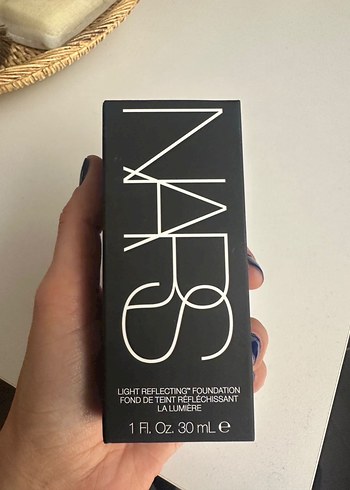 NARS
LIGHT REFLECTING™ FOUNDATION
FOND DE TEINT RÉFLÉCHISSANT
LA LUMIÈRE
1 Fl. Oz. 30 mL ℮